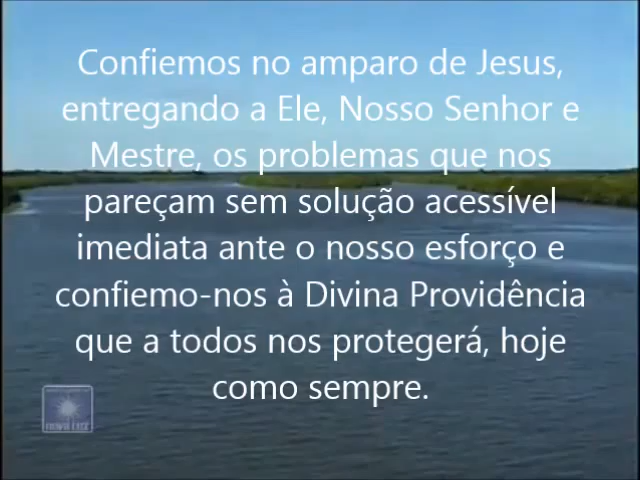 Confiemos no amparo de Jesus,
entregando a Ele, Nosso Senhor e
Mestre, os problemas que nos
pareçam sem solução acessível
imediata ante o nosso esforço e
confiemo-nos à Divina Providência
que a todos nos protegerá, hoje
como sempre.